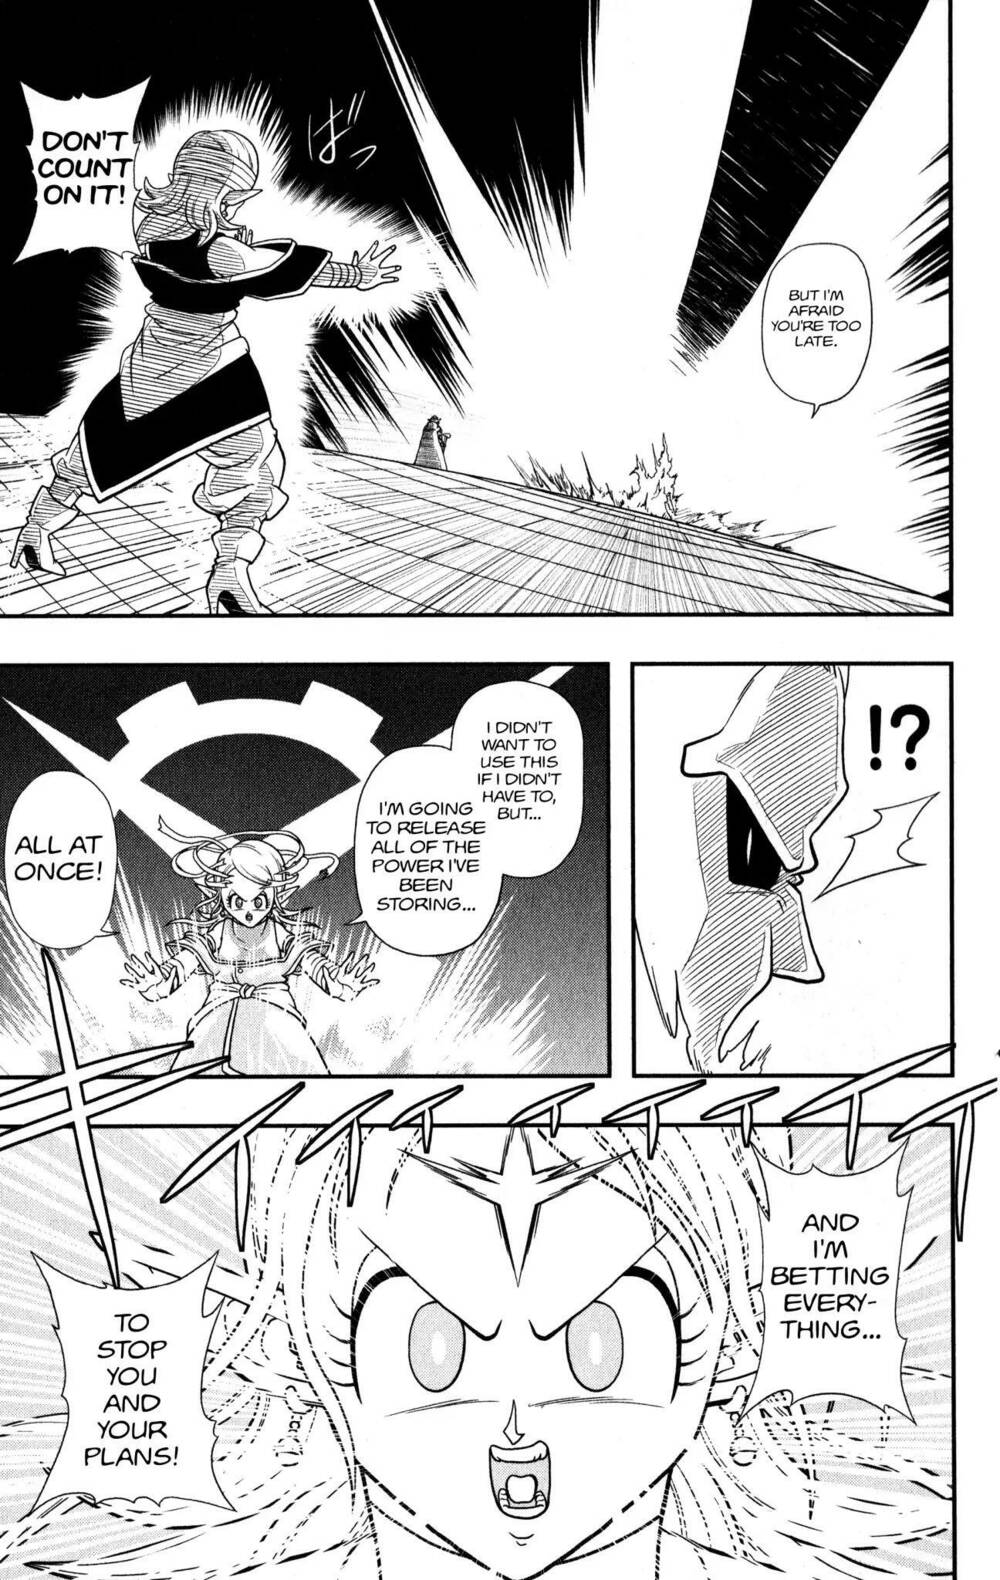 BUT I'M
AFRAID
YOU'RE TOO
LATE.
DON'T
COUNT
ON IT!
ばっ
!?
I DIDN'T
WANT TO
USE THIS
IF I DIDN'T
HAVE TO,
BUT...
I'M GOING
TO RELEASE
ALL OF THE
POWER I'VE
BEEN
STORING...
ALL AT
ONCE!
AND
I'M
BETTING
EVERY-
THING...
TO
STOP
YOU
AND
YOUR
PLANS!